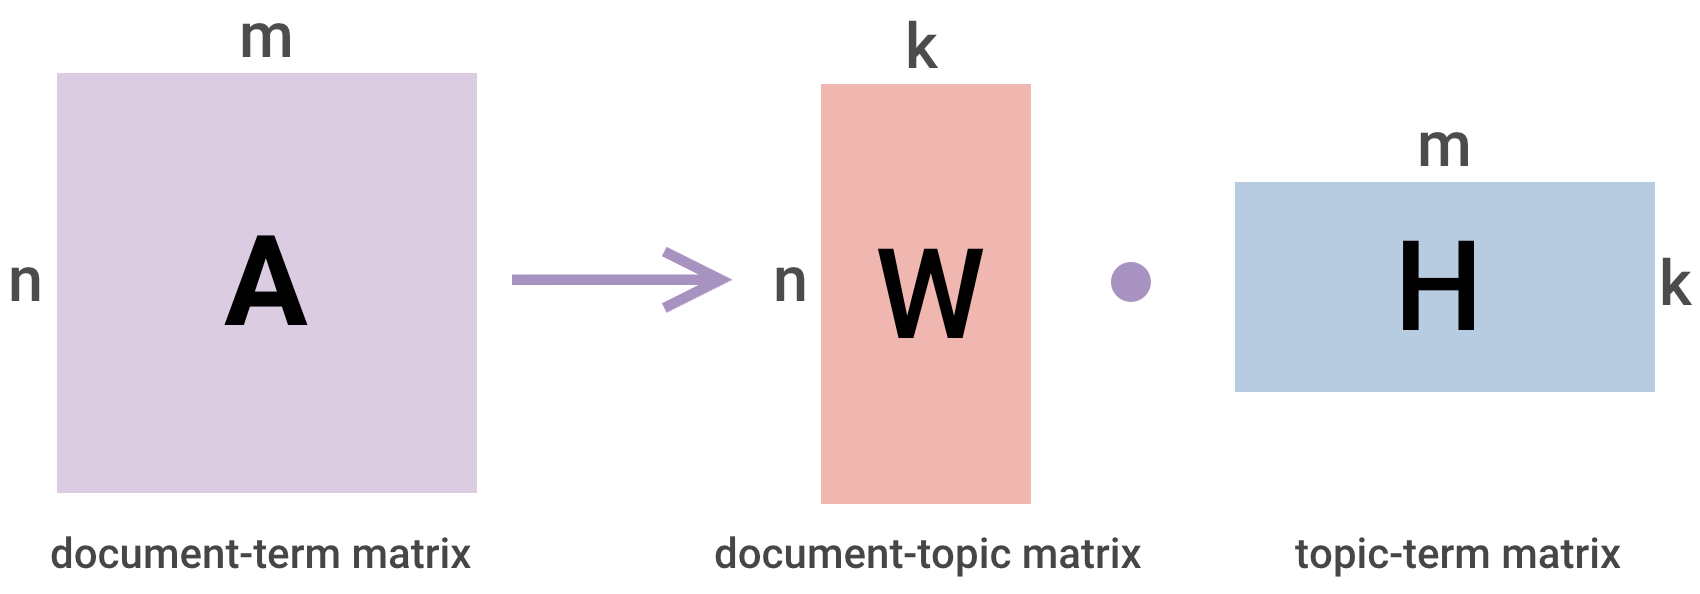 m
n
A
document-term matrix
k
n
W
document-topic matrix
m
H
k
topic-term matrix